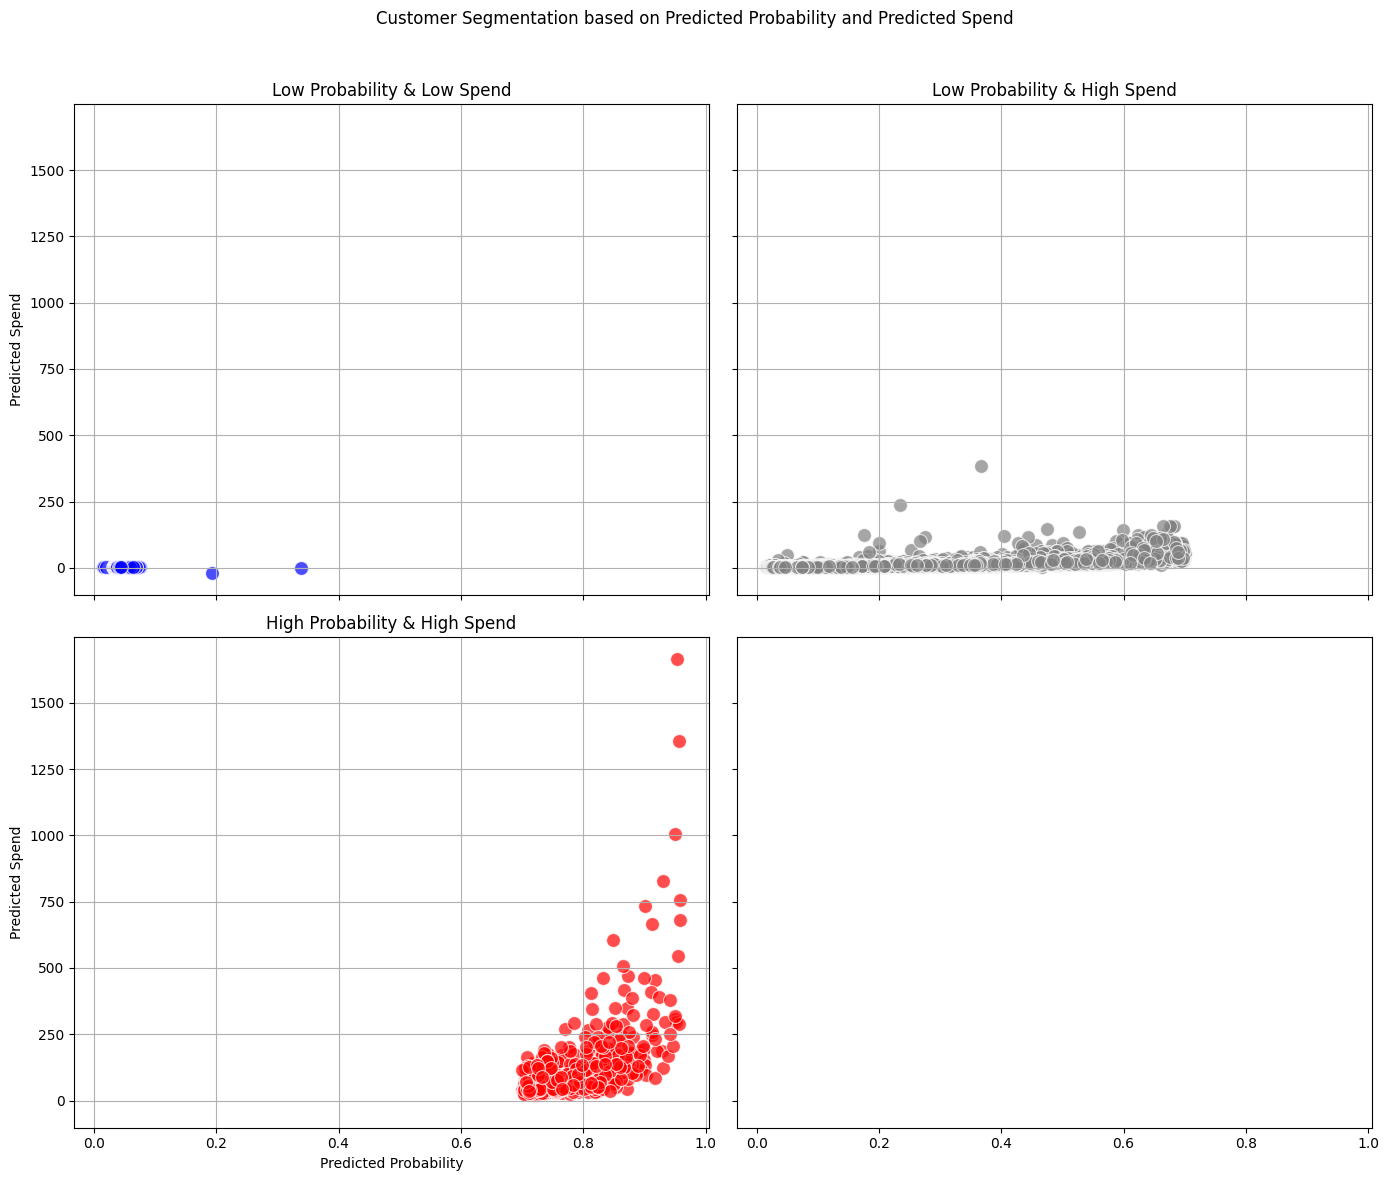 Customer Segmentation based on Predicted Probability and Predicted Spend
Low Probability & Low Spend
Low Probability & High Spend
1500
1250
1000
750
500
250
0
Predicted Spend
High Probability & High Spend
1500
1250
1000
750
500
250
0
Predicted Spend
0.0 0.2 0.4 0.6 0.8 1.0
0.0 0.2 0.4 0.6 0.8 1.0
Predicted Probability